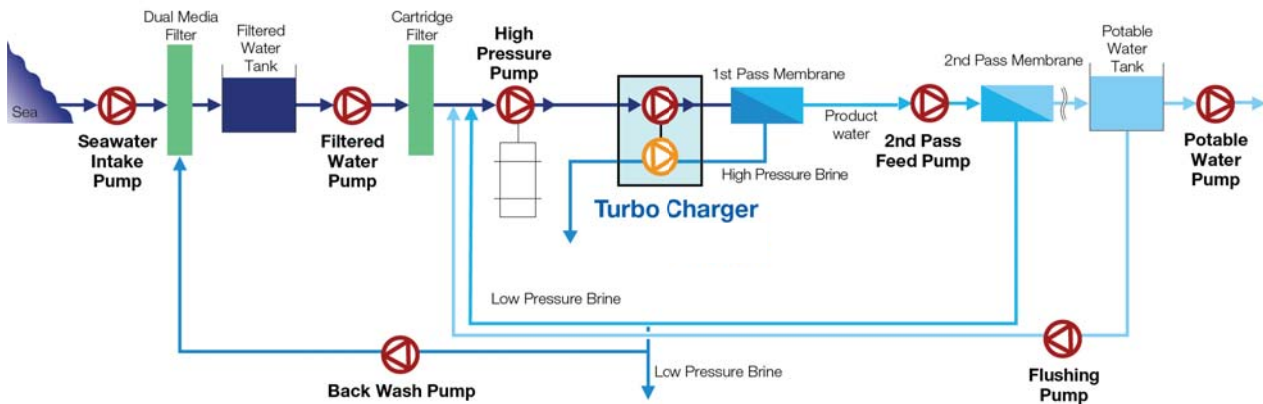 Dual Media
Filter
Filtered
Water
Tank
Cartridge
Filter
High
Pressure
Pump
1st Pass Membrane
2nd Pass Membrane
Potable
Water
Tank
Sea
Seawater
Intake
Pump
Filtered
Water
Pump
Product
water
2nd Pass
Feed Pump
Potable
Water
Pump
High Pressure Brine
Turbo Charger
Low Pressure Brine
Back Wash Pump
Low Pressure Brine
Flushing
Pump